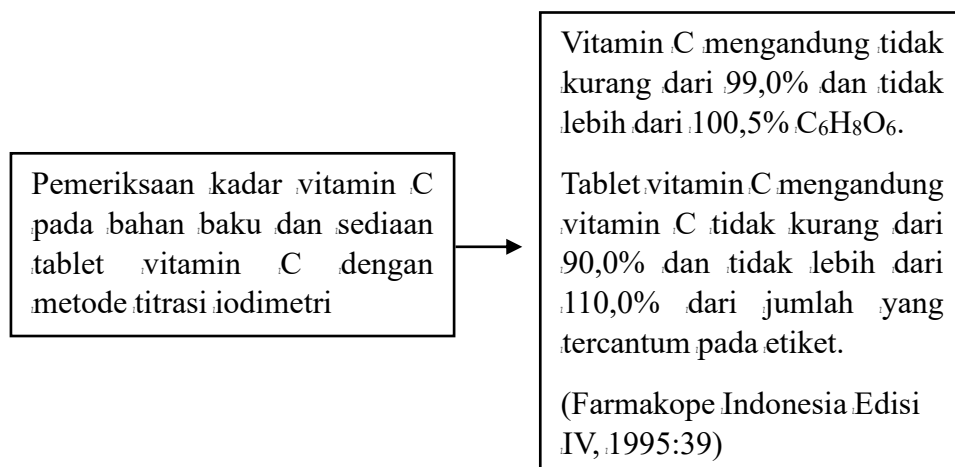 Vitamin C mengandung tidak
kurang dari 99,0% dan tidak
lebih dari 100,5% C₆H₈O₆.
Pemeriksaan kadar vitamin C
pada bahan baku dan sediaan
tablet vitamin C dengan
metode titrasi iodimetri
Tablet vitamin C mengandung
vitamin C tidak kurang dari
90,0% dan tidak lebih dari
110,0% dari jumlah yang
tercantum pada etiket.
(Farmakope Indonesia Edisi
IV, 1995:39)